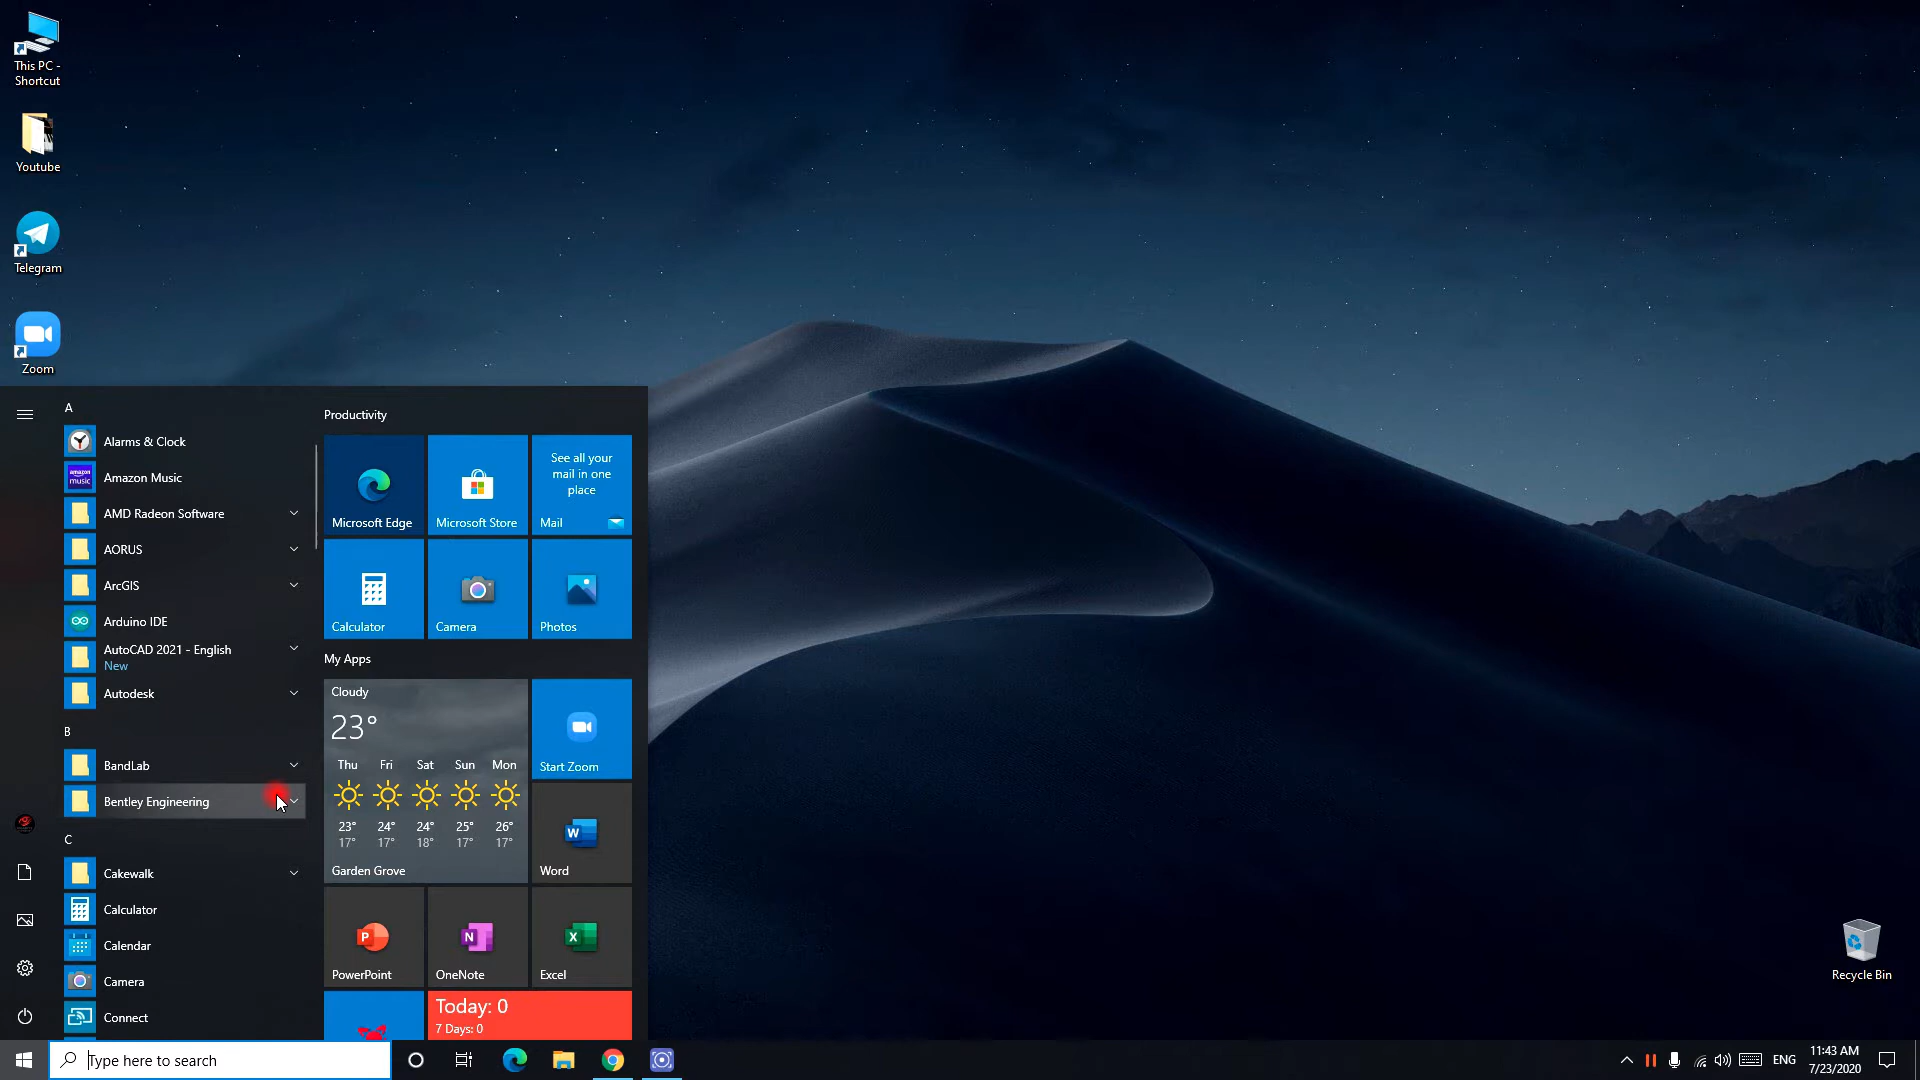 This PC -
Shortcut
Youtube
Telegram
Zoom
A
Alarms & Clock
amazon
music
Amazon Music
AMD Radeon Software
AORUS
ArcGIS
Arduino IDE
AutoCAD 2021 - English
New
Autodesk
B
BandLab
Bentley Engineering
C
Cakewalk
Calculator
Calendar
Camera
Connect
Productivity
Microsoft Edge
Microsoft Store
See all your
mail in one
place
Mail
Calculator
Camera
Photos
My Apps
Cloudy
23°
Thu Fri Sat Sun Mon
23° 24° 24° 25° 26°
17° 17° 18° 17° 17°
Garden Grove
Start Zoom
W
Word
P
PowerPoint
N
OneNote
X
Excel
Today: 0
7 Days: 0
Recycle Bin
Type here to search
ENG
11:43 AM
7/23/2020